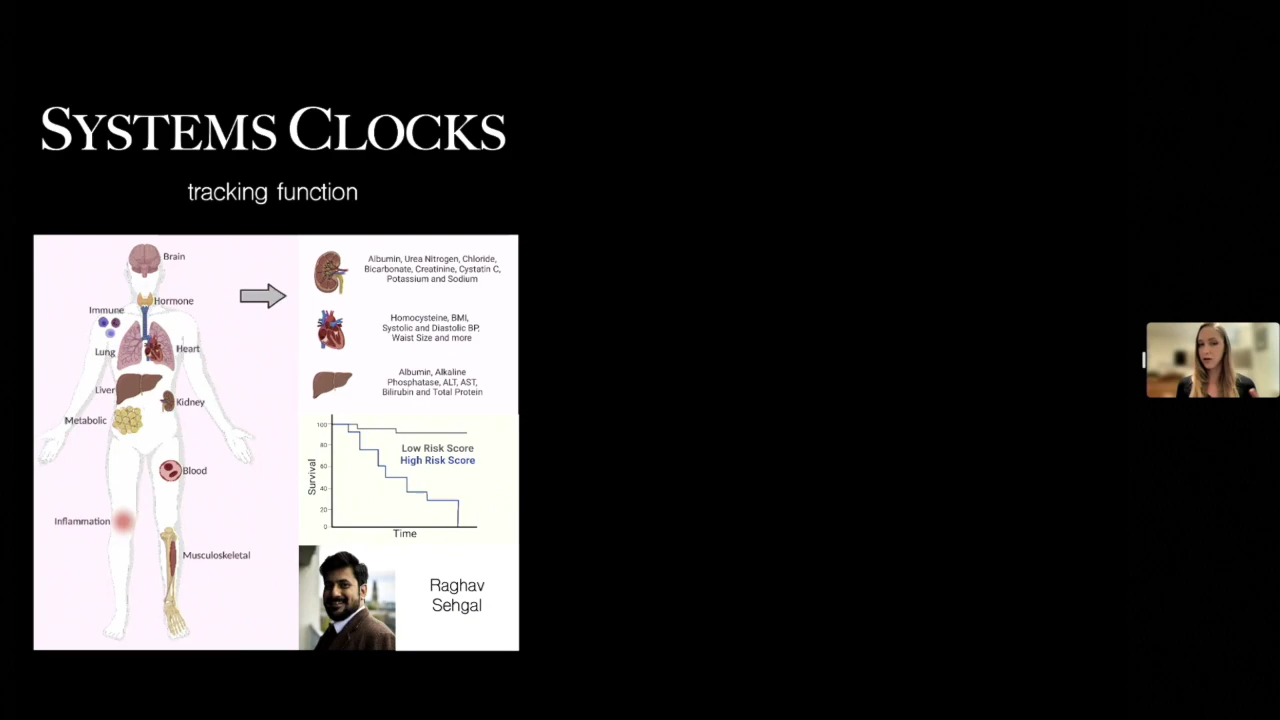 SYSTEMS CLOCKS
tracking function
Brain
Hormone
Immune
Lung
Heart
Liver
Kidney
Metabolic
Blood
Inflammation
Musculoskeletal
Albumin, Urea Nitrogen, Chloride,
Bicarbonate, Creatinine, Cystatin C,
Potassium and Sodium
Homocysteine, BMI,
Systolic and Diastolic BP,
Waist Size and more
Albumin, Alkaline
Phosphatase, ALT, AST,
Bilirubin and Total Protein
100
80
60
40
20
0
Survival
Low Risk Score
High Risk Score
Time
Raghav
Sehgal